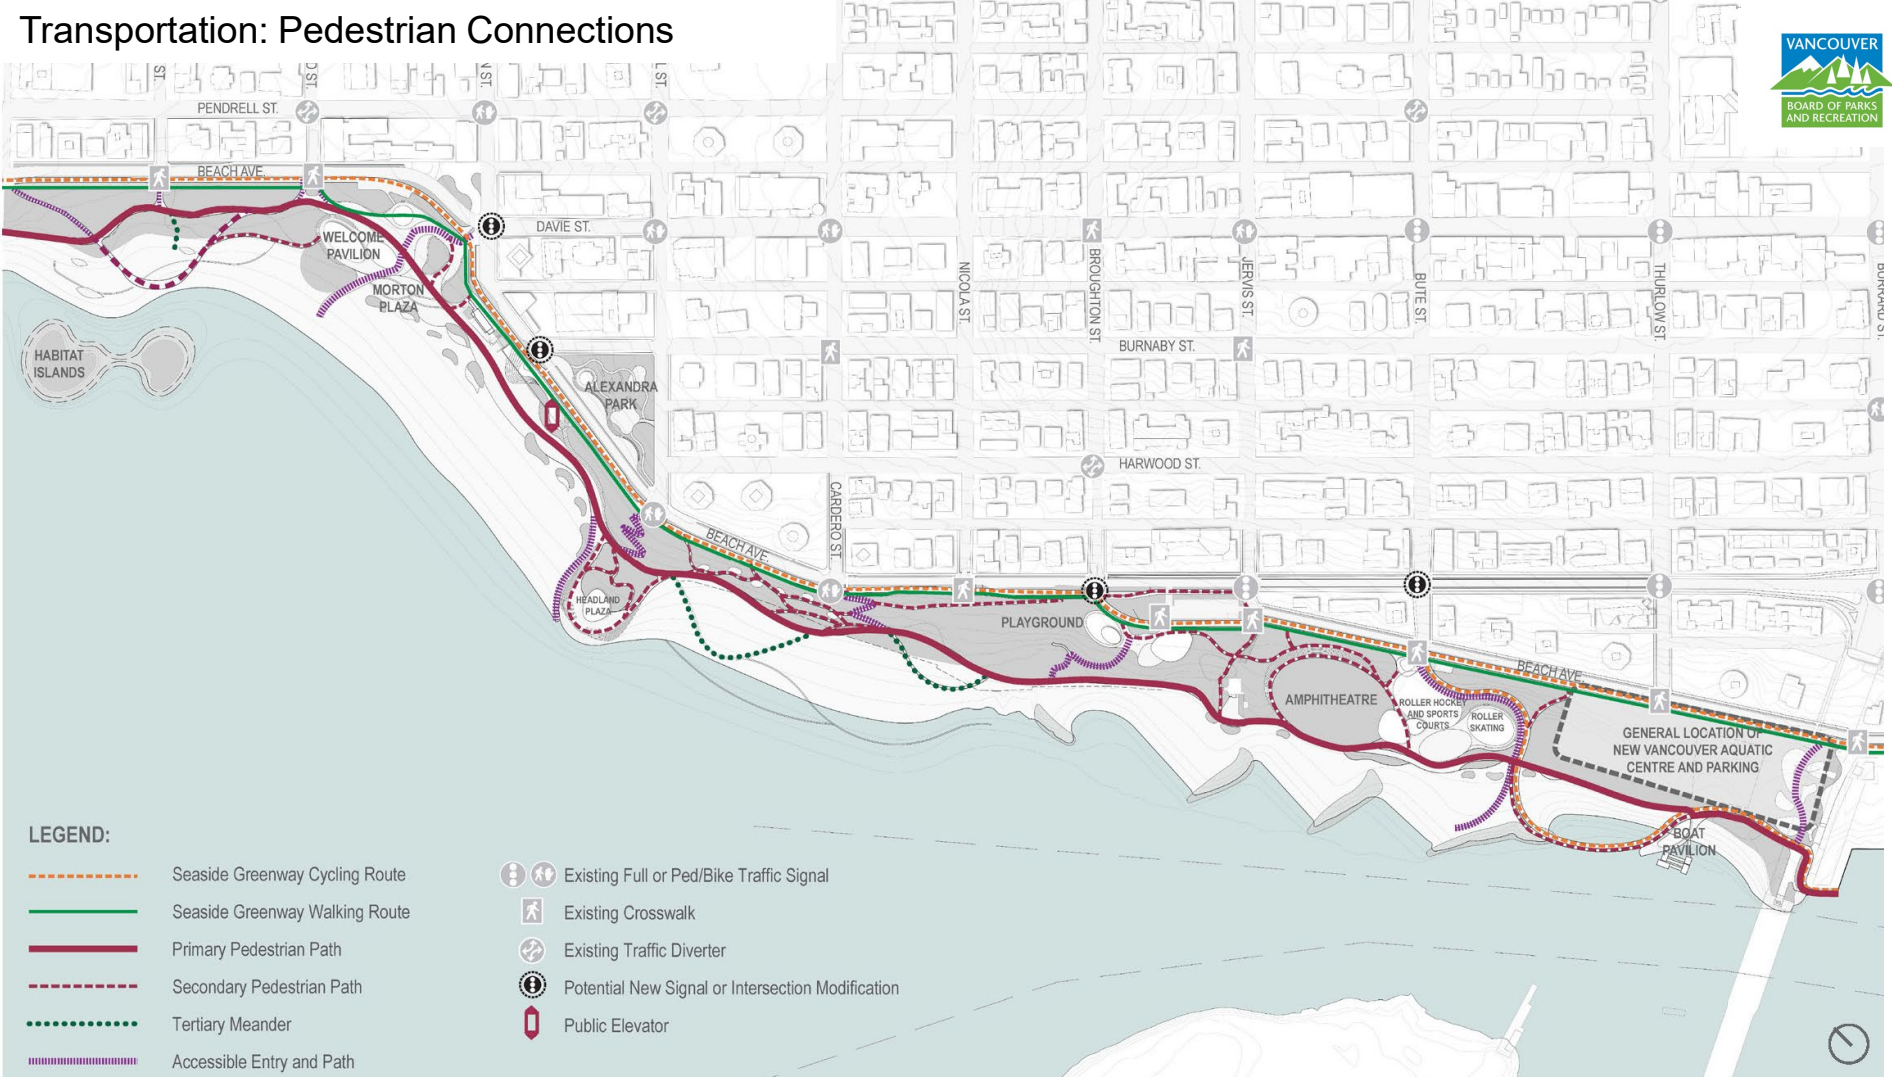 Transportation: Pedestrian Connections
VANCOUVER
BOARD OF PARKS
AND RECREATION
ST.
ST.
ST.
ST.
PENDRELL ST.
BEACH AVE.
DAVIE ST.
WELCOME
PAVILION
MORTON
PLAZA
HABITAT
ISLANDS
ALEXANDRA
PARK
NICOLA ST.
BROUGHTON ST.
JERVIS ST.
BUTE ST.
THURLOW ST.
BURNABY ST.
HARWOOD ST.
CARDERO ST.
BEACH AVE.
HEADLAND
PLAZA
PLAYGROUND
AMPHITHEATRE
ROLLER HOCKEY
AND SPORTS
COURTS
ROLLER
SKATING
BEACH AVE.
GENERAL LOCATION OF
NEW VANCOUVER AQUATIC
CENTRE AND PARKING
BOAT
PAVILION
LEGEND:
Seaside Greenway Cycling Route
Seaside Greenway Walking Route
Primary Pedestrian Path
Secondary Pedestrian Path
Tertiary Meander
Accessible Entry and Path
Existing Full or Ped/Bike Traffic Signal
Existing Crosswalk
Existing Traffic Diverter
Potential New Signal or Intersection Modification
Public Elevator